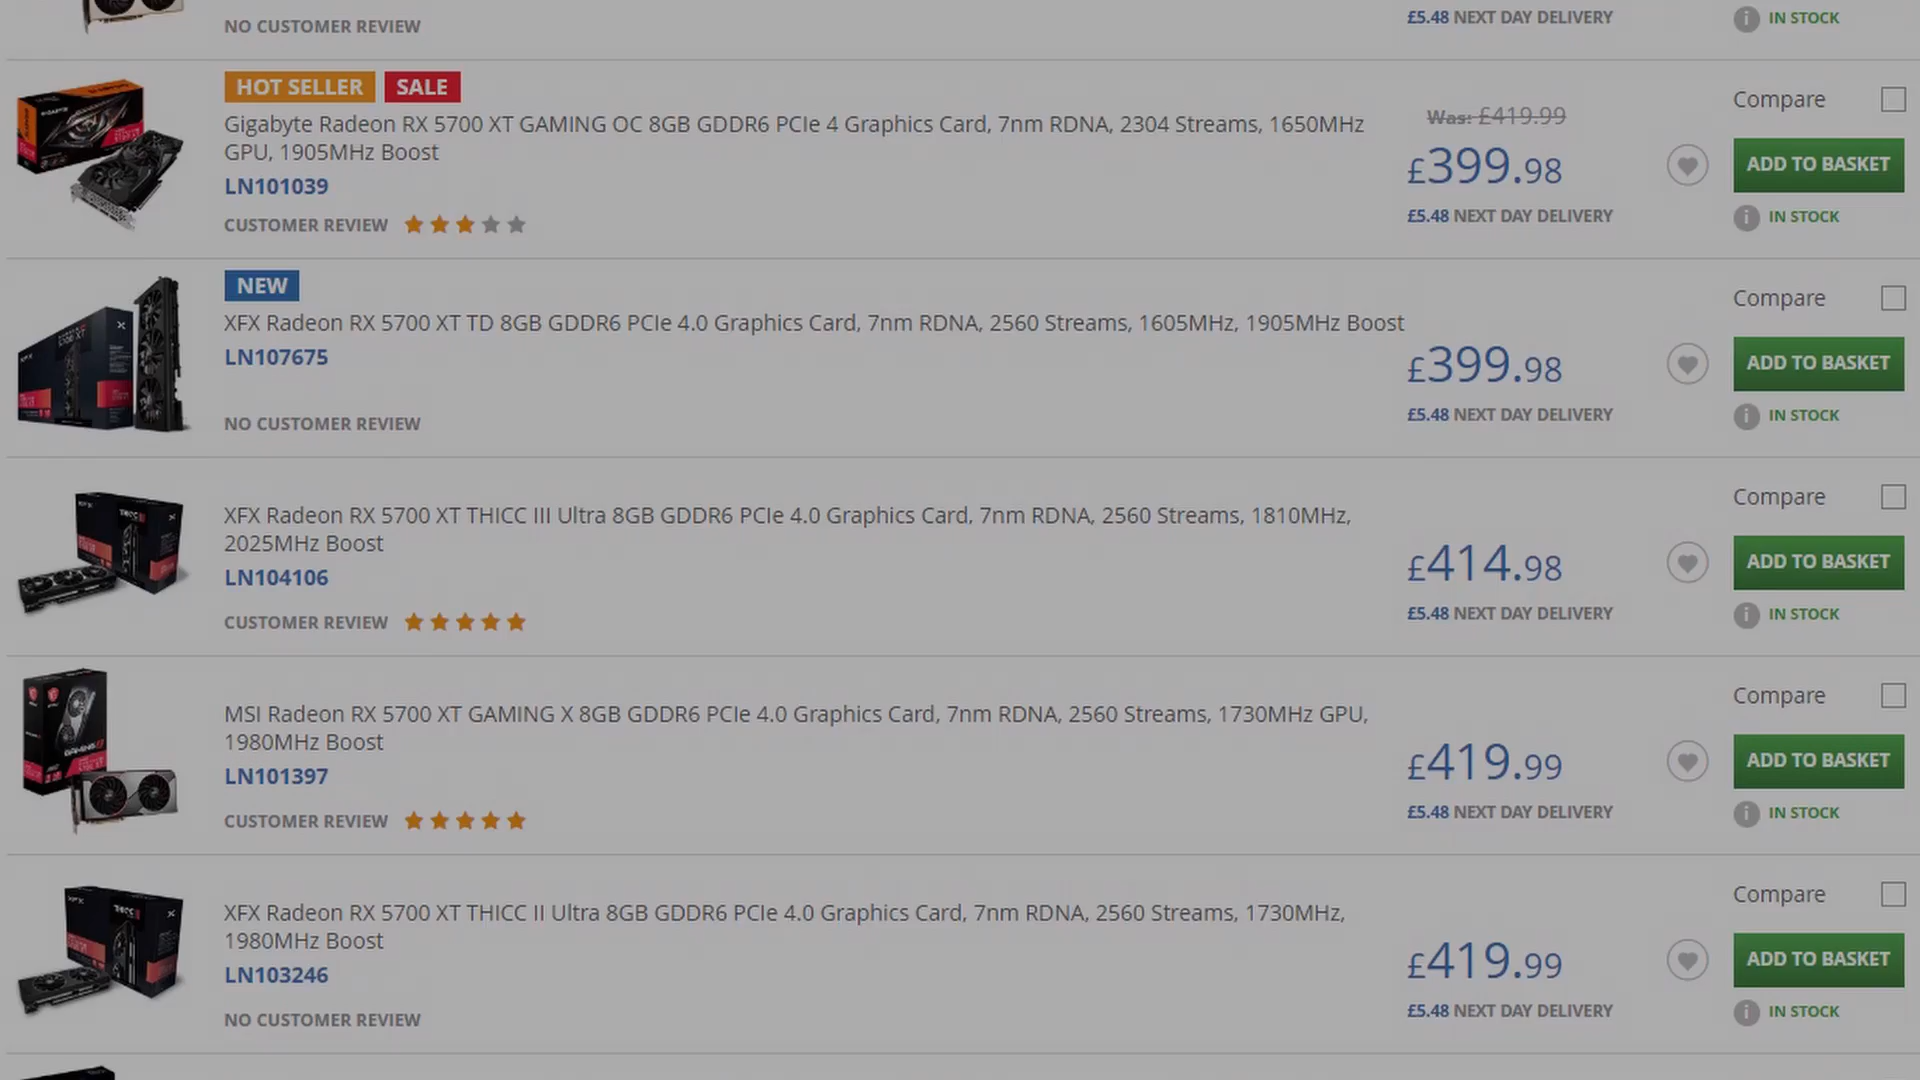 NO CUSTOMER REVIEW
£5.48 NEXT DAY DELIVERY
IN STOCK
HOT SELLER SALE
Gigabyte Radeon RX 5700 XT GAMING OC 8GB GDDR6 PCIe 4 Graphics Card, 7nm RDNA, 2304 Streams, 1650MHz
GPU, 1905MHz Boost
LN101039
CUSTOMER REVIEW
Was: £419.99
£399.98
£5.48 NEXT DAY DELIVERY
Compare
ADD TO BASKET
IN STOCK
NEW
XFX Radeon RX 5700 XT TD 8GB GDDR6 PCIe 4.0 Graphics Card, 7nm RDNA, 2560 Streams, 1605MHz, 1905MHz Boost
LN107675
NO CUSTOMER REVIEW
£399.98
£5.48 NEXT DAY DELIVERY
Compare
ADD TO BASKET
IN STOCK
XFX Radeon RX 5700 XT THICC III Ultra 8GB GDDR6 PCIe 4.0 Graphics Card, 7nm RDNA, 2560 Streams, 1810MHz,
2025MHz Boost
LN104106
CUSTOMER REVIEW
£414.98
£5.48 NEXT DAY DELIVERY
Compare
ADD TO BASKET
IN STOCK
MSI Radeon RX 5700 XT GAMING X 8GB GDDR6 PCIe 4.0 Graphics Card, 7nm RDNA, 2560 Streams, 1730MHz GPU,
1980MHz Boost
LN101397
CUSTOMER REVIEW
£419.99
£5.48 NEXT DAY DELIVERY
Compare
ADD TO BASKET
IN STOCK
XFX Radeon RX 5700 XT THICC II Ultra 8GB GDDR6 PCIe 4.0 Graphics Card, 7nm RDNA, 2560 Streams, 1730MHz,
1980MHz Boost
LN103246
NO CUSTOMER REVIEW
£419.99
£5.48 NEXT DAY DELIVERY
Compare
ADD TO BASKET
IN STOCK